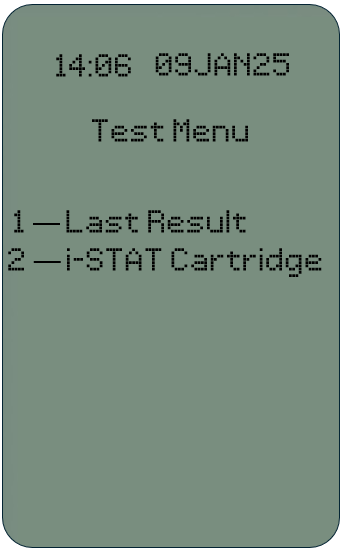 14:06 09JAN25
Test Menu
1 —Last Result
2 —i-STAT Cartridge